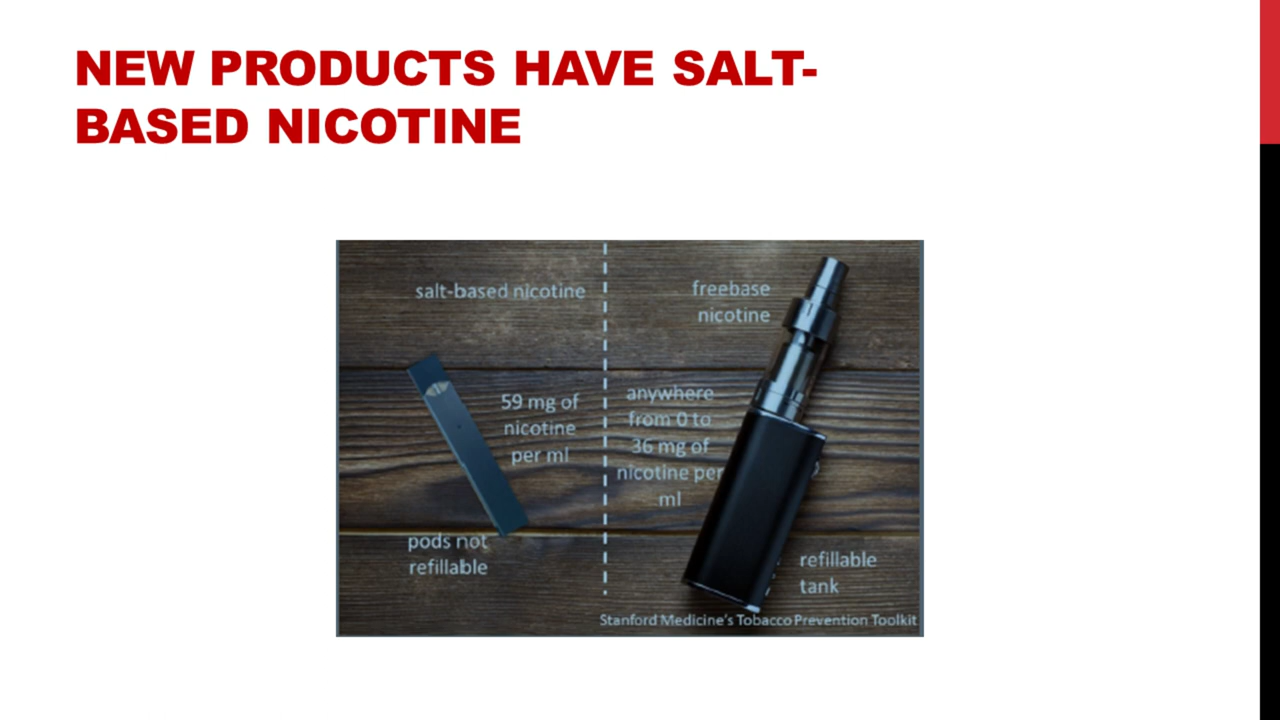 NEW PRODUCTS HAVE SALT-
BASED NICOTINE
salt-based nicotine
59 mg of
nicotine
per ml
pods not
refillable
freebase
nicotine
anywhere
from 0 to
36 mg of
nicotine per
ml
refillable
tank
Stanford Medicine's Tobacco Prevention Toolkit